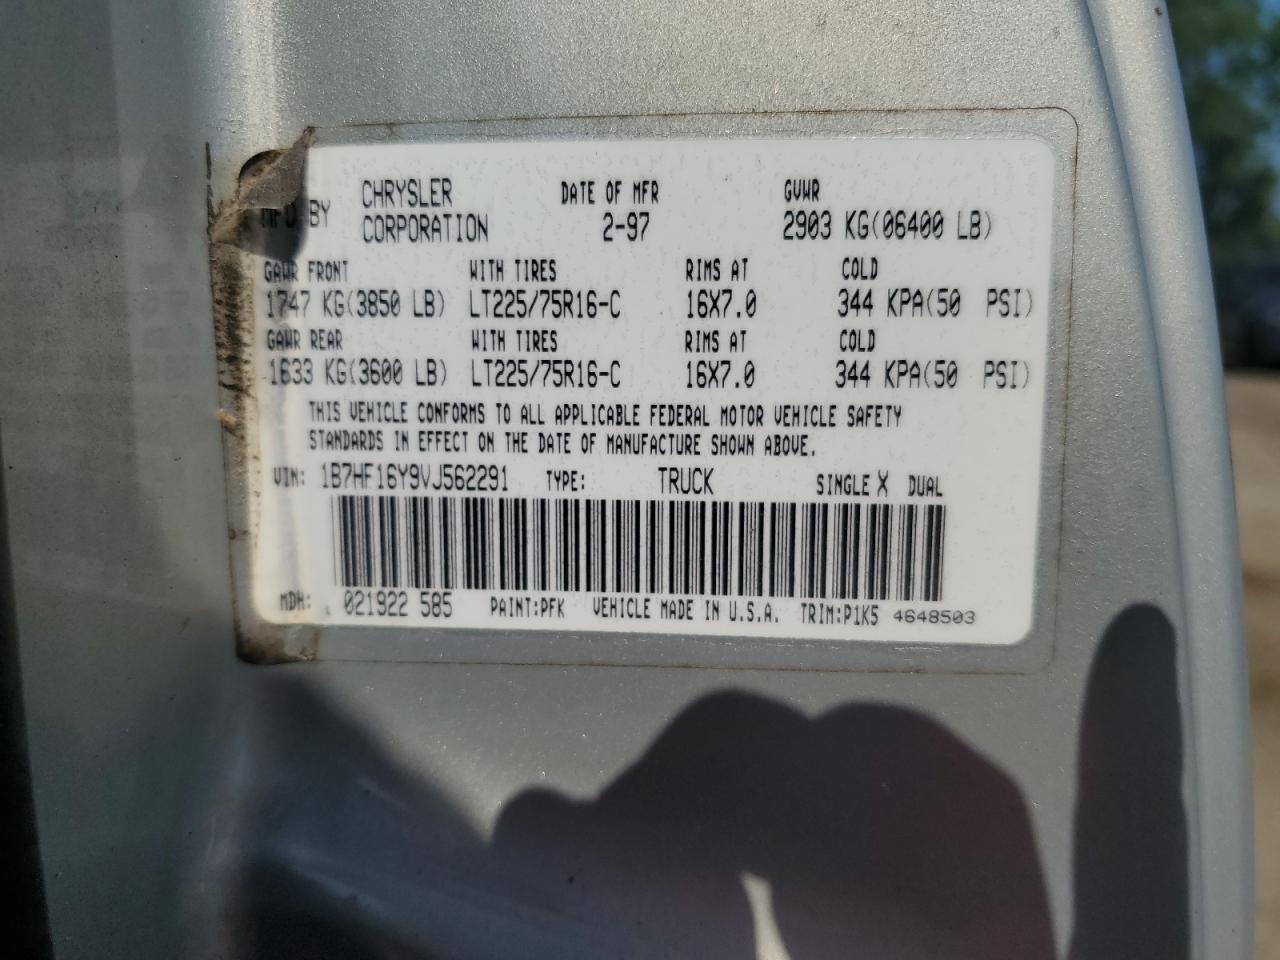 MFD BY CHRYSLER CORPORATION DATE OF MFR 2-97 GVWR 2903 KG(06400 LB)
GAWR FRONT WITH TIRES RIMS AT COLD
1747 KG(3850 LB) LT225/75R16-C 16X7.0 344 KPA(50 PSI)
GAWR REAR WITH TIRES RIMS AT COLD
1633 KG(3600 LB) LT225/75R16-C 16X7.0 344 KPA(50 PSI)
THIS VEHICLE CONFORMS TO ALL APPLICABLE FEDERAL MOTOR VEHICLE SAFETY
STANDARDS IN EFFECT ON THE DATE OF MANUFACTURE SHOWN ABOVE.
VIN: 1B7HF16Y9VJ562291 TYPE: TRUCK SINGLE X DUAL
MDH: 021922 585 PAINT:PFK VEHICLE MADE IN U.S.A. TRIM:P1K5 4648503